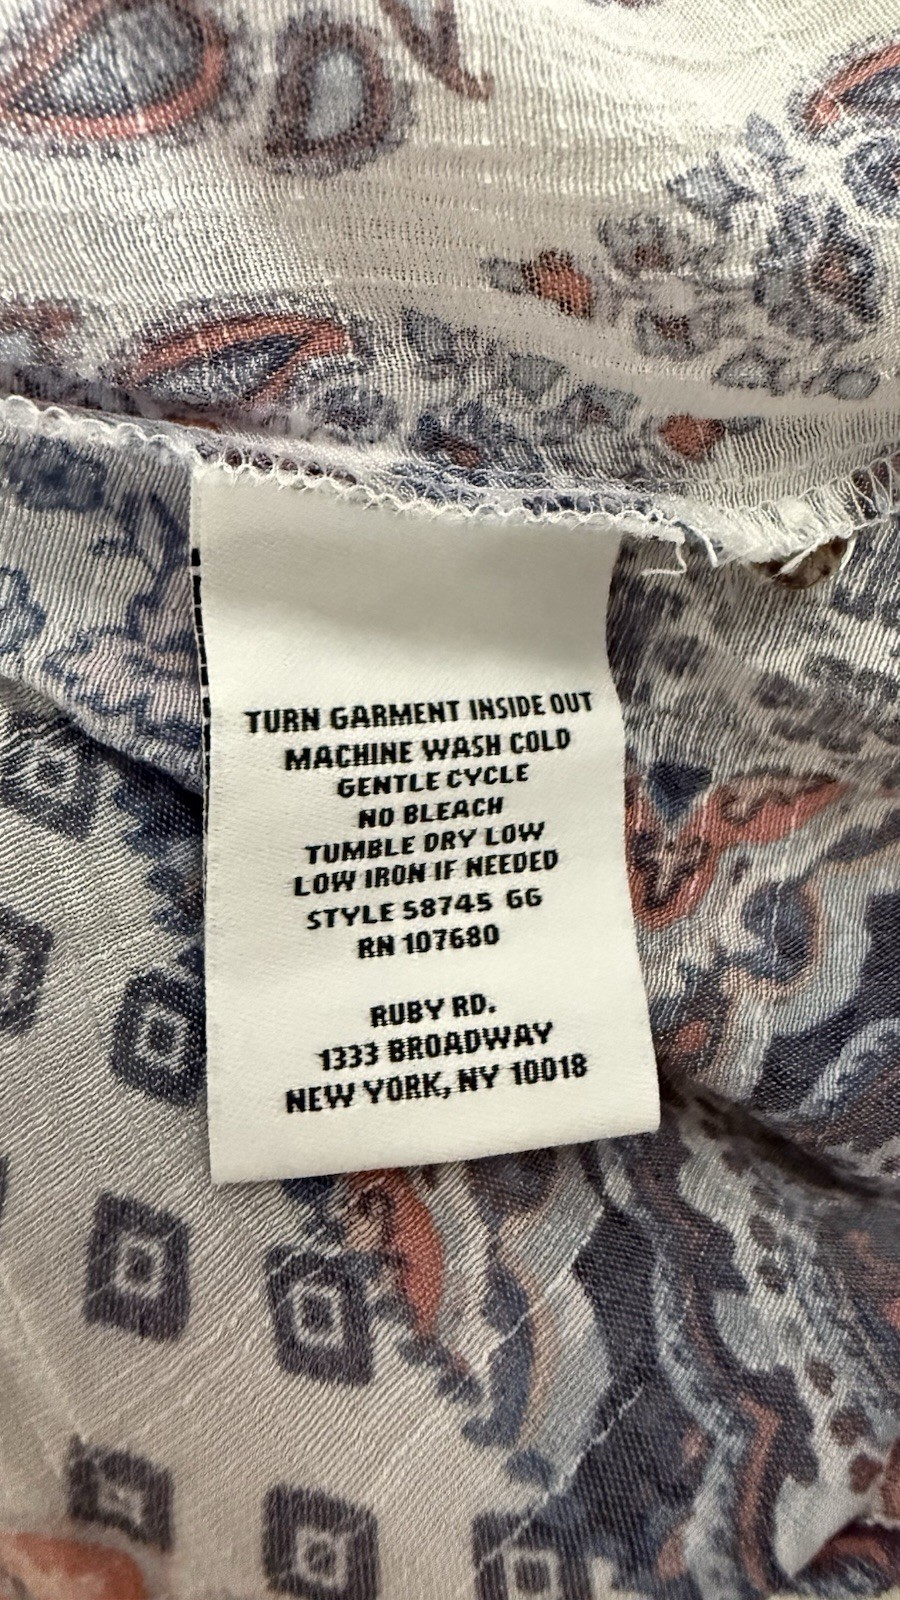 TURN GARMENT INSIDE OUT
MACHINE WASH COLD
GENTLE CYCLE
NO BLEACH
TUMBLE DRY LOW
LOW IRON IF NEEDED
STYLE 58745 GG
RN 107680
RUBY RD.
1333 BROADWAY
NEW YORK, NY 10018